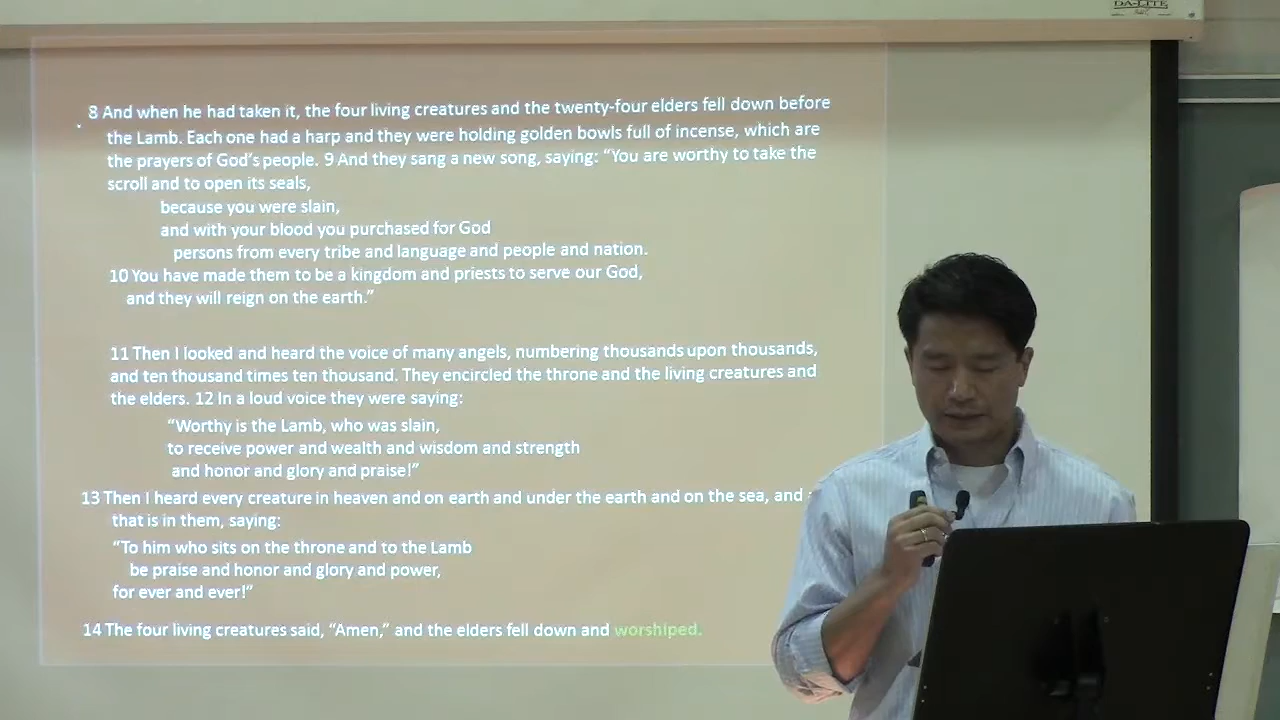 DA-LITE
8 And when he had taken it, the four living creatures and the twenty-four elders fell down before
the Lamb. Each one had a harp and they were holding golden bowls full of incense, which are
the prayers of God's people. 9 And they sang a new song, saying: “You are worthy to take the
scroll and to open its seals,
because you were slain,
and with your blood you purchased for God
persons from every tribe and language and people and nation.
10 You have made them to be a kingdom and priests to serve our God,
and they will reign on the earth.”
11 Then I looked and heard the voice of many angels, numbering thousands upon thousands,
and ten thousand times ten thousand. They encircled the throne and the living creatures and
the elders. 12 In a loud voice they were saying:
“Worthy is the Lamb, who was slain,
to receive power and wealth and wisdom and strength
and honor and glory and praise!”
13 Then I heard every creature in heaven and on earth and under the earth and on the sea, and
that is in them, saying:
“To him who sits on the throne and to the Lamb
be praise and honor and glory and power,
for ever and ever!”
14 The four living creatures said, “Amen,” and the elders fell down and worshiped.